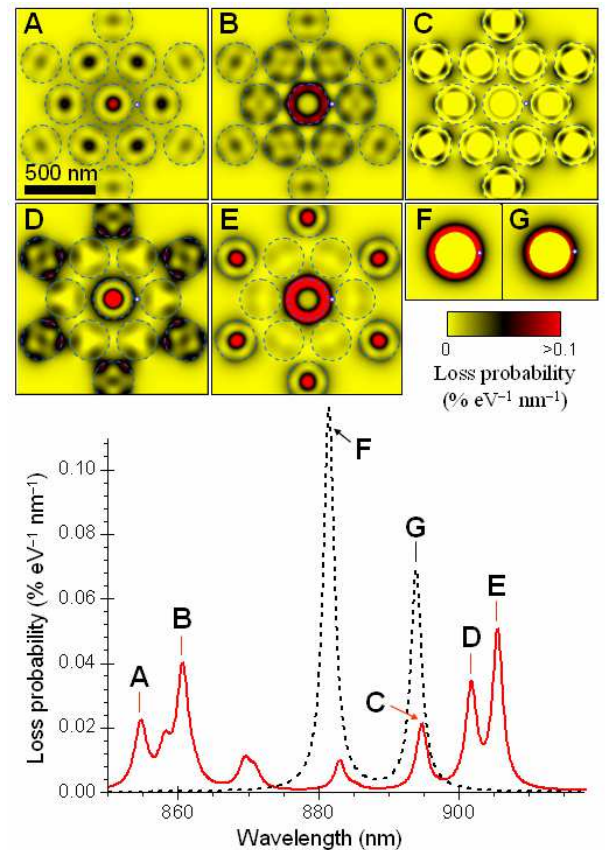 A B C
500 nm
D E F G
0 >0.1
Loss probability
(% eV⁻¹ nm⁻¹)
Loss probability (% eV⁻¹ nm⁻¹)
0.10
0.08
0.06
0.04
0.02
0.00
F
G
E
D
B
C
A
860 880 900
Wavelength (nm)